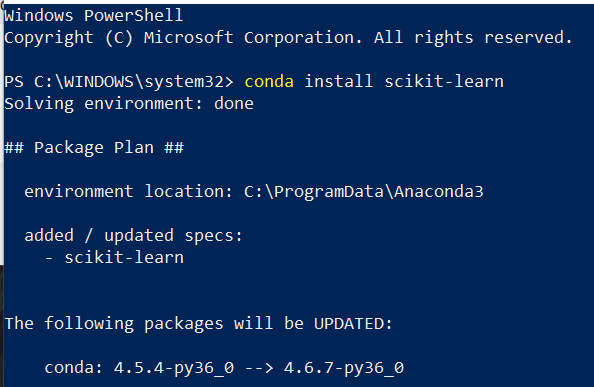 Windows PowerShell
Copyright (C) Microsoft Corporation. All rights reserved.
PS C:\WINDOWS\system32> conda install scikit-learn
Solving environment: done
## Package Plan ##
environment location: C:\ProgramData\Anaconda3
added / updated specs:
- scikit-learn
The following packages will be UPDATED:
conda: 4.5.4-py36_0 --> 4.6.7-py36_0